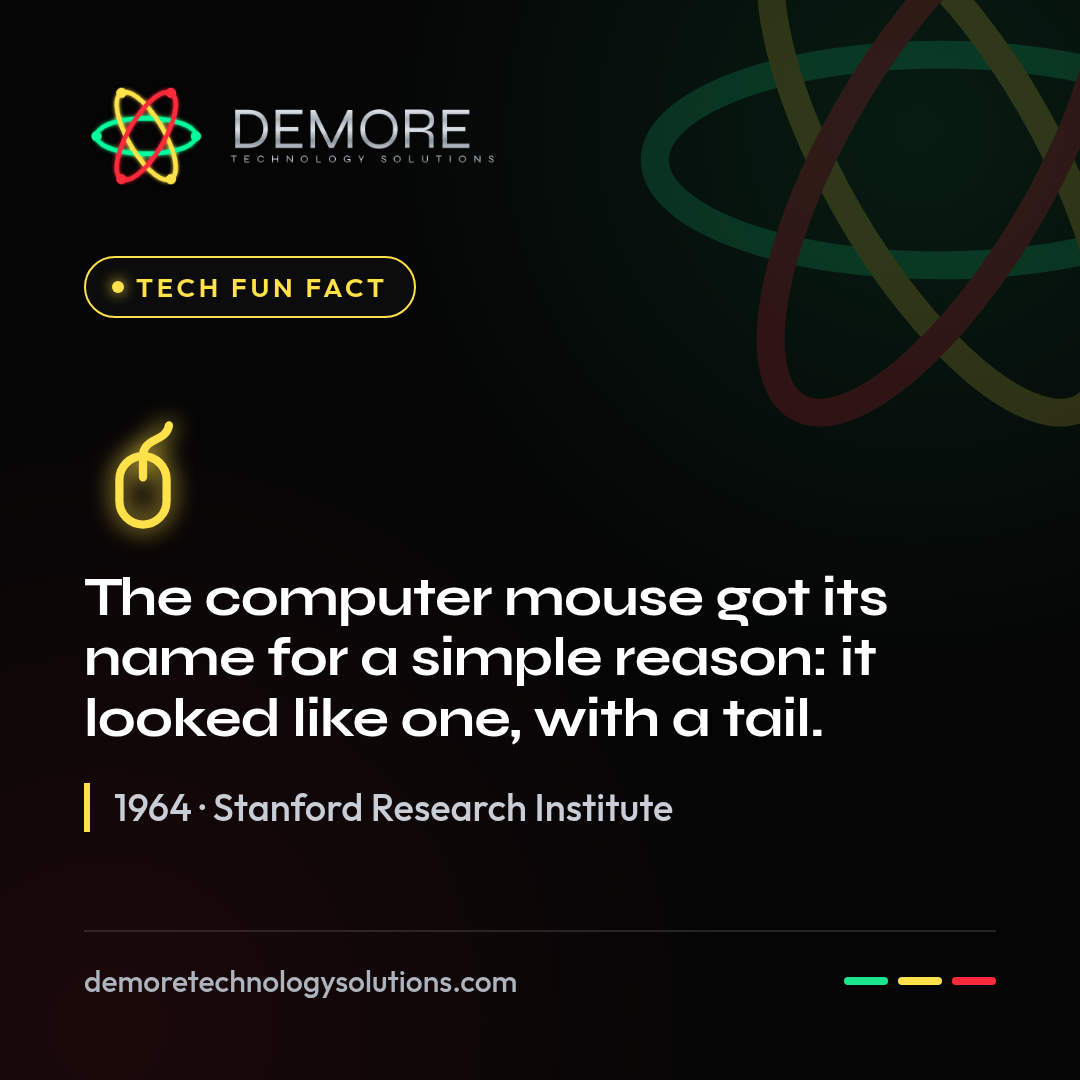 DEMORE
TECHNOLOGY SOLUTIONS
TECH FUN FACT
The computer mouse got its
name for a simple reason: it
looked like one, with a tail.
1964 · Stanford Research Institute
demoretechnologysolutions.com